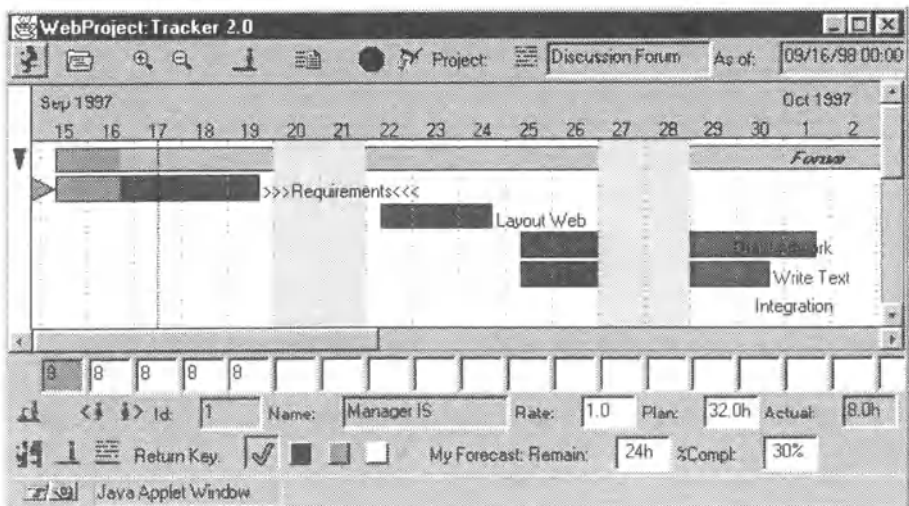 WebProject: Tracker 2.0
Project: Discussion Forum As of: 09/16/98 00:00
Sep 1997 Oct 1997
15 16 17 18 19 20 21 22 23 24 25 26 27 28 29 30 1 2
Forum
>>>Requirements<<<
Layout Web
Draw Artwork
Write Text
Integration
8 8 8 8 8
Id: 1 Name: Manager IS Rate: 1.0 Plan: 32.0h Actual: 8.0h
Return Key: My Forecast: Remain: 24h %Compl: 30%
Java Applet Window